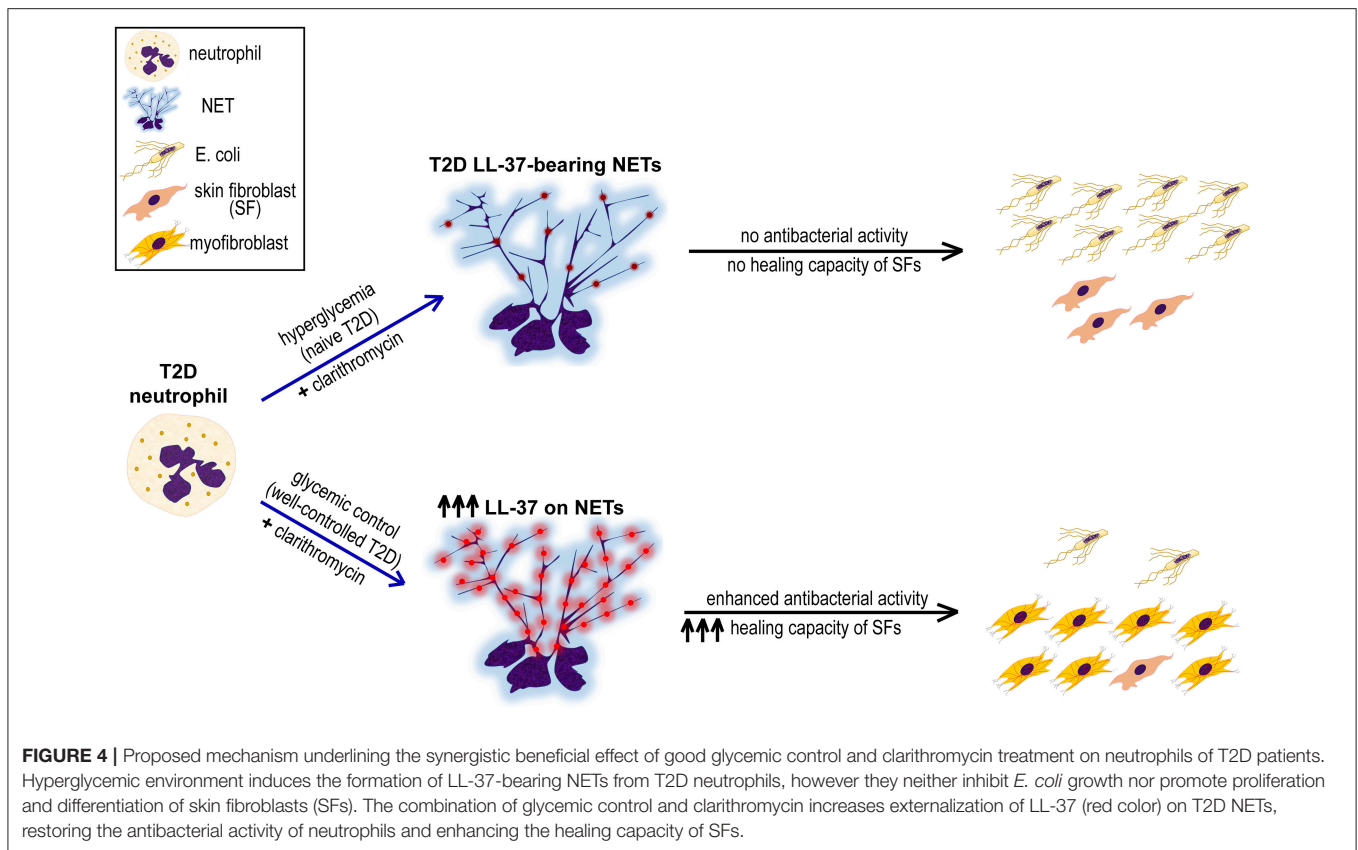 neutrophil
NET
E. coli
skin fibroblast
(SF)
myofibroblast
T2D LL-37-bearing NETs
no antibacterial activity
no healing capacity of SFs
hyperglycemia
(naive T2D)
+ clarithromycin
T2D
neutrophil
glycemic control
(well-controlled T2D)
+ clarithromycin
↑↑↑ LL-37 on NETs
enhanced antibacterial activity
↑↑↑ healing capacity of SFs
FIGURE 4 | Proposed mechanism underlining the synergistic beneficial effect of good glycemic control and clarithromycin treatment on neutrophils of T2D patients.
Hyperglycemic environment induces the formation of LL-37-bearing NETs from T2D neutrophils, however they neither inhibit E. coli growth nor promote proliferation
and differentiation of skin fibroblasts (SFs). The combination of glycemic control and clarithromycin increases externalization of LL-37 (red color) on T2D NETs,
restoring the antibacterial activity of neutrophils and enhancing the healing capacity of SFs.